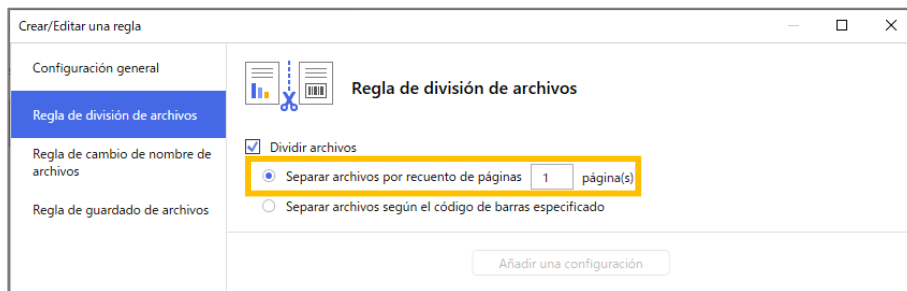 Crear/Editar una regla
Configuración general
Regla de división de archivos
Regla de cambio de nombre de
archivos
Regla de guardado de archivos
Regla de división de archivos
Dividir archivos
Separar archivos por recuento de páginas 1 página(s)
Separar archivos según el código de barras especificado
Añadir una configuración